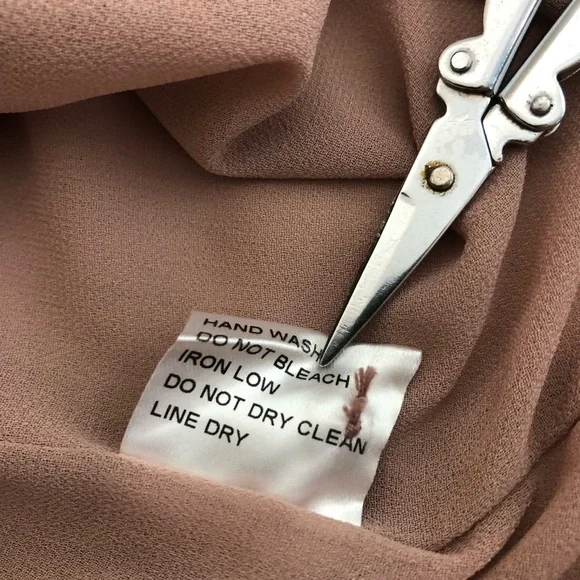 HAND WASH
DO NOT BLEACH
IRON LOW
DO NOT DRY CLEAN
LINE DRY